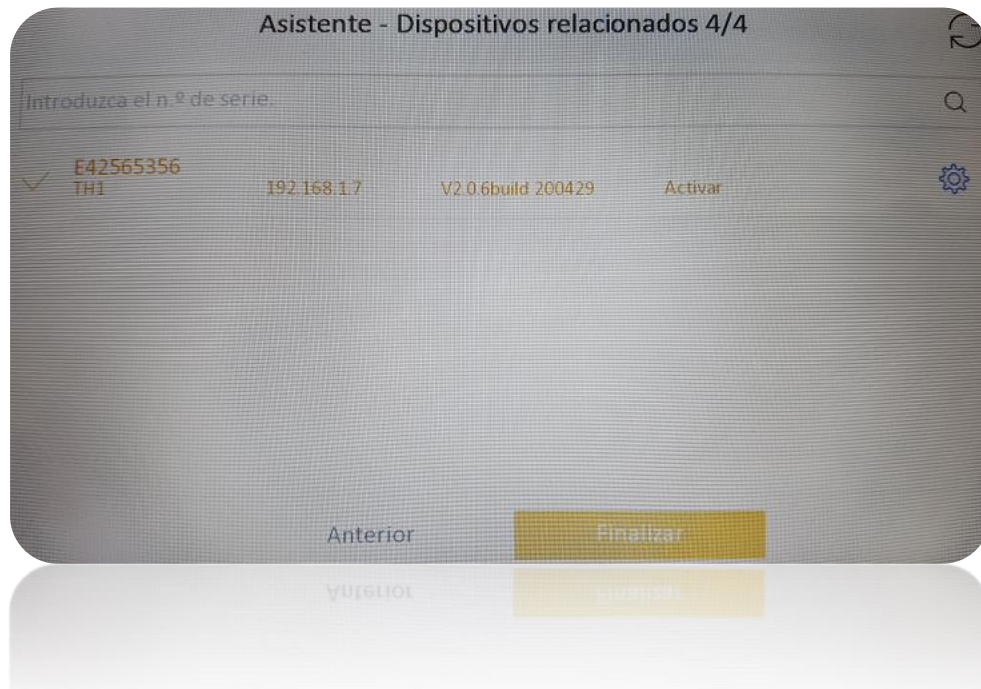 Asistente - Dispositivos relacionados 4/4
Introduzca el n.º de serie.
E42565356
TH1 192.168.1.7 V2.0.6build 200429 Activar
Anterior Finalizar